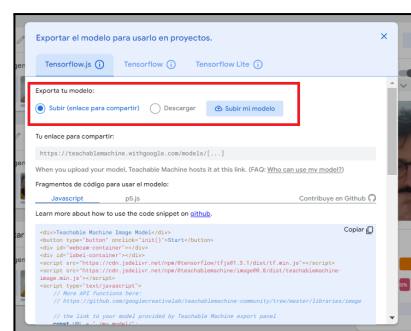 Exportar el modelo para usarlo en proyectos.
Tensorflow.js
Tensorflow
Tensorflow Lite
Exporta tu modelo:
Subir (enlace para compartir)
Descargar
Subir mi modelo
Tu enlace para compartir:
https://teachablemachine.withgoogle.com/models/[...]
When you upload your model, Teachable Machine hosts it at this link. (FAQ: Who can use my model?)
Fragmentos de código para usar el modelo:
Javascript
p5.js
Contribuye en Github
Learn more about how to use the code snippet on github.
Copiar
<div>Teachable Machine Image Model</div>
<button type="button" onclick="init()">Start</button>
<div id="webcam-container"></div>
<div id="label-container"></div>
<script src="https://cdn.jsdelivr.net/npm/@tensorflow/tfjs@1.3.1/dist/tf.min.js"></script>
<script src="https://cdn.jsdelivr.net/npm/@teachablemachine/image@0.8/dist/teachablemachine-
image.min.js"></script>
<script type="text/javascript">
// More API functions here:
// https://github.com/googlecreativelab/teachablemachine-community/tree/master/libraries/image
// the link to your model provided by Teachable Machine export panel
const URL = "./my_model/";